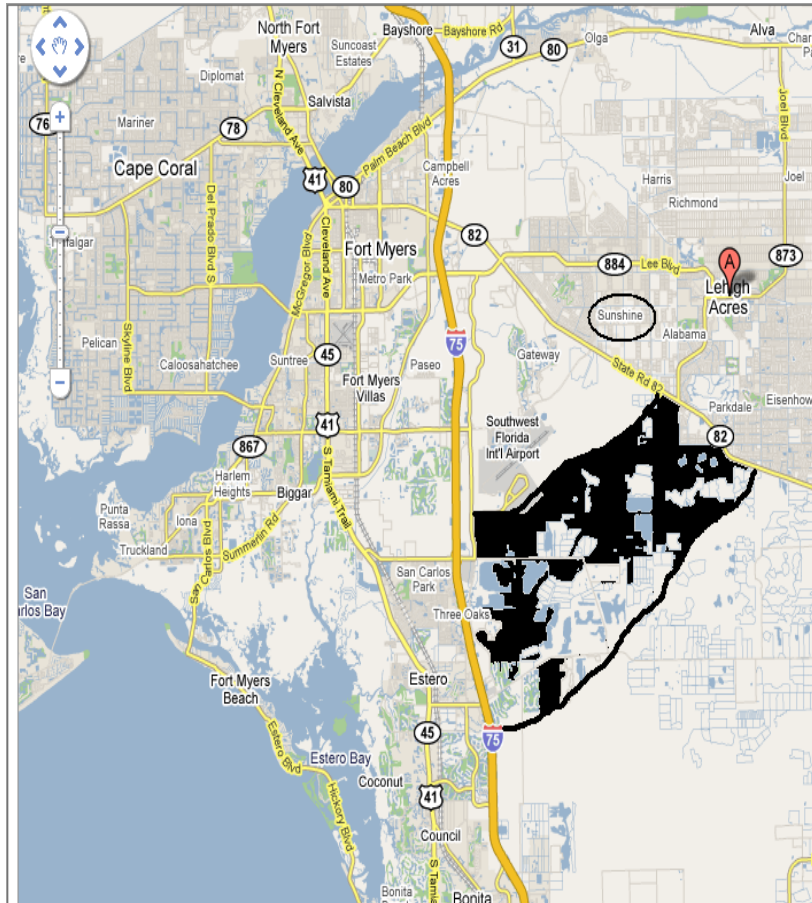 North Fort
Myers
Bayshore
Bayshore Rd
31
80
Olga
Alva
Suncoast
Estates
Diplomat
N Cleveland Ave
Salvista
Mariner
78
Palm Beach Blvd
Joel Blvd
Cape Coral
41
80
Campbell
Acres
Harris
Joel
Richmond
Del Prado Blvd S
McGregor Blvd
Cleveland Ave
Fort Myers
82
873
Metro Park
884
Lee Blvd
A
Lehigh
Acres
Sunshine
Alabama
Skyline Blvd
Pelican
Caloosahatchee
Suntree
45
75
Paseo
Gateway
Fort Myers
Villas
State Rd 82
Parkdale
41
Southwest
Florida
Int'l Airport
82
867
S Tamiami Trail
Harlem
Heights
Biggar
Punta
Rassa
Iona
Truckland
Summerlin Rd
San Carlos Blvd
San Carlos
Park
San
Three Oaks
Fort Myers
Beach
Estero
45
75
Estero Blvd
Estero Bay
Coconut
Hickory Blvd
41
Council
Bonita
Bonita